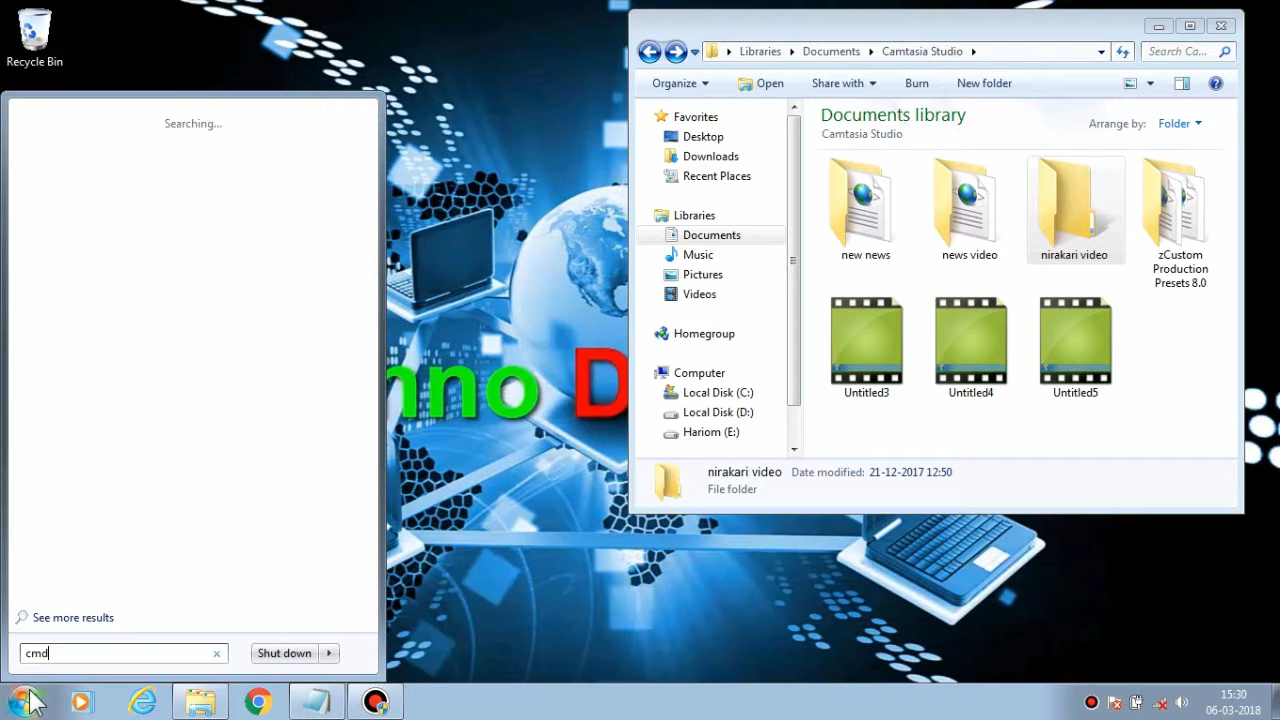 Recycle Bin
Searching...
See more results
cmd
Shut down
Libraries
Documents
Camtasia Studio
Search Ca...
Organize
Open
Share with
Burn
New folder
Favorites
Desktop
Downloads
Recent Places
Libraries
Documents
Music
Pictures
Videos
Homegroup
Computer
Local Disk (C:)
Local Disk (D:)
Hariom (E:)
Documents library
Camtasia Studio
Arrange by:
Folder
new news
news video
nirakari video
zCustom
Production
Presets 8.0
Untitled3
Untitled4
Untitled5
nirakari video
Date modified: 21-12-2017 12:50
File folder
15:30
06-03-2018